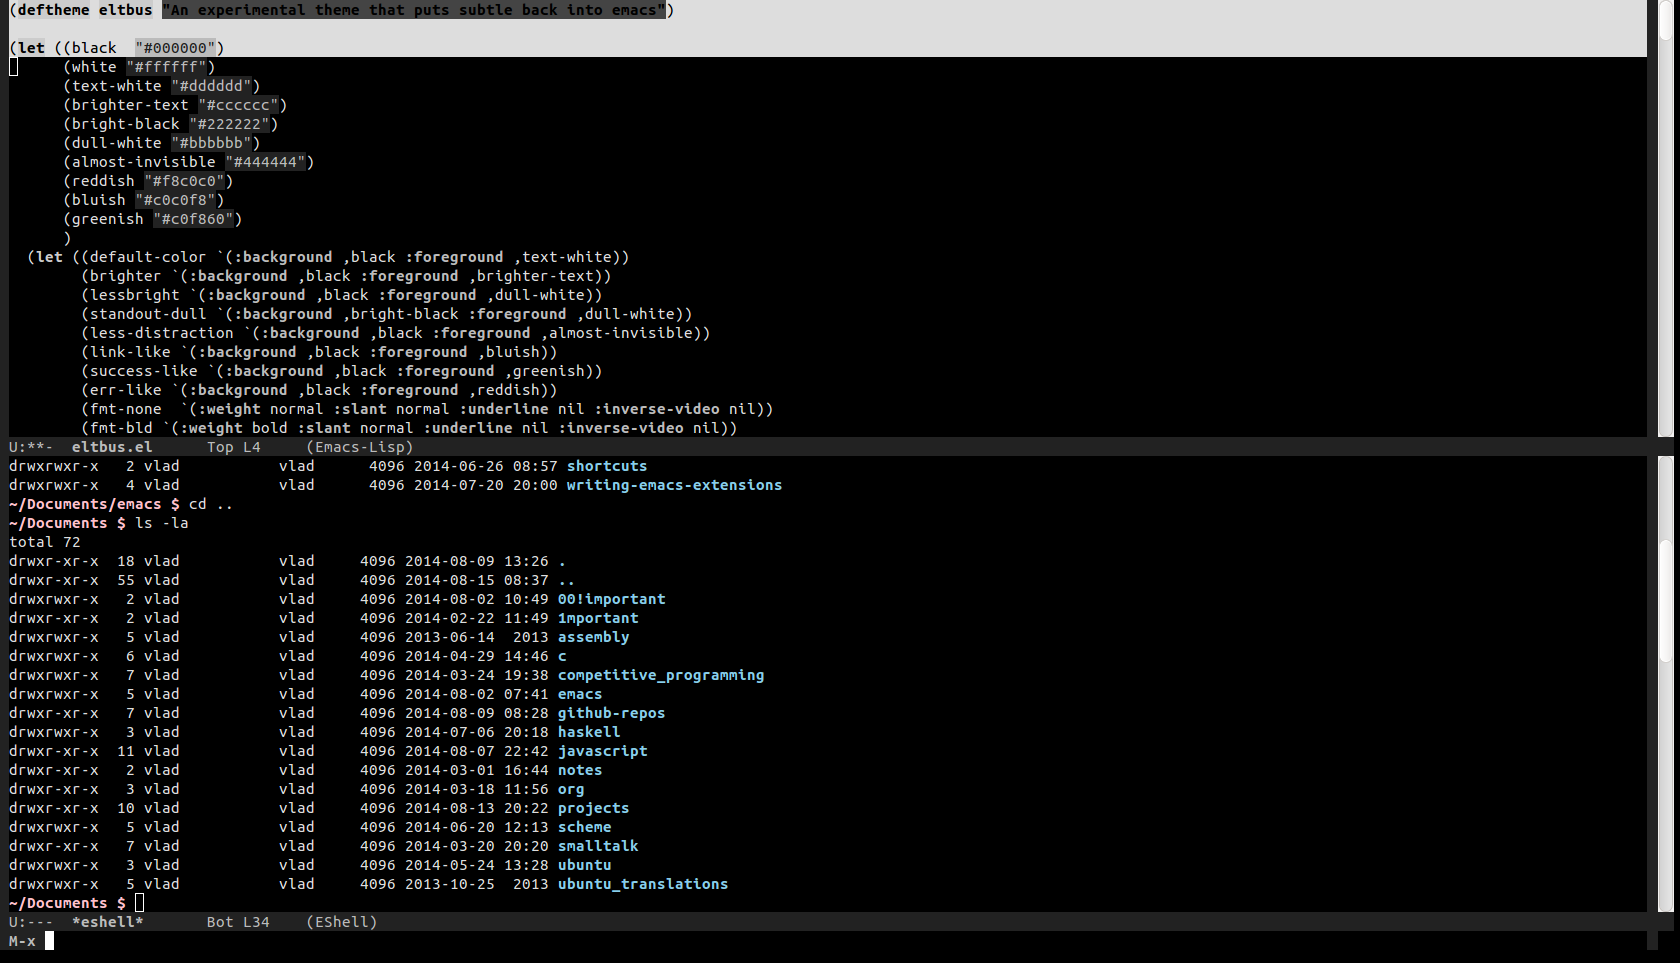 (deftheme eltbus "An experimental theme that puts subtle back into emacs")

(let ((black  "#000000")
      (white "#ffffff")
      (text-white "#dddddd")
      (brighter-text "#cccccc")
      (bright-black "#222222")
      (dull-white "#bbbbbb")
      (almost-invisible "#444444")
      (reddish "#f8c0c0")
      (bluish "#c0c0f8")
      (greenish "#c0f860")
      )
  (let ((default-color `(:background ,black :foreground ,text-white))
        (brighter `(:background ,black :foreground ,brighter-text))
        (lessbright `(:background ,black :foreground ,dull-white))
        (standout-dull `(:background ,bright-black :foreground ,dull-white))
        (less-distraction `(:background ,black :foreground ,almost-invisible))
        (link-like `(:background ,black :foreground ,bluish))
        (success-like `(:background ,black :foreground ,greenish))
        (err-like `(:background ,black :foreground ,reddish))
        (fmt-none  `(:weight normal :slant normal :underline nil :inverse-video nil))
        (fmt-bld `(:weight bold :slant normal :underline nil :inverse-video nil))
U:**-  eltbus.el      Top L4     (Emacs-Lisp)
drwxrwxr-x   2 vlad           vlad      4096 2014-06-26 08:57 shortcuts
drwxrwxr-x   4 vlad           vlad      4096 2014-07-20 20:00 writing-emacs-extensions
~/Documents/emacs $ cd ..
~/Documents $ ls -la
total 72
drwxr-xr-x  18 vlad           vlad     4096 2014-08-09 13:26 .
drwxr-xr-x  55 vlad           vlad     4096 2014-08-15 08:37 ..
drwxrwxr-x   2 vlad           vlad     4096 2014-08-02 10:49 00!important
drwxrwxr-x   2 vlad           vlad     4096 2014-02-22 11:49 1mportant
drwxrwxr-x   5 vlad           vlad     4096 2013-06-14  2013 assembly
drwxrwxr-x   6 vlad           vlad     4096 2014-04-29 14:46 c
drwxrwxr-x   7 vlad           vlad     4096 2014-03-24 19:38 competitive_programming
drwxrwxr-x   5 vlad           vlad     4096 2014-08-02 07:41 emacs
drwxr-xr-x   7 vlad           vlad     4096 2014-08-09 08:28 github-repos
drwxrwxr-x   3 vlad           vlad     4096 2014-07-06 20:18 haskell
drwxr-xr-x  11 vlad           vlad     4096 2014-08-07 22:42 javascript
drwxr-xr-x   2 vlad           vlad     4096 2014-03-01 16:44 notes
drwxr-xr-x   3 vlad           vlad     4096 2014-03-18 11:56 org
drwxr-xr-x  10 vlad           vlad     4096 2014-08-13 20:22 projects
drwxrwxr-x   5 vlad           vlad     4096 2014-06-20 12:13 scheme
drwxr-xr-x   7 vlad           vlad     4096 2014-03-20 20:20 smalltalk
drwxrwxr-x   3 vlad           vlad     4096 2014-05-24 13:28 ubuntu
drwxrwxr-x   5 vlad           vlad     4096 2013-10-25  2013 ubuntu_translations
~/Documents $
U:---  *eshell*       Bot L34    (EShell)
M-x